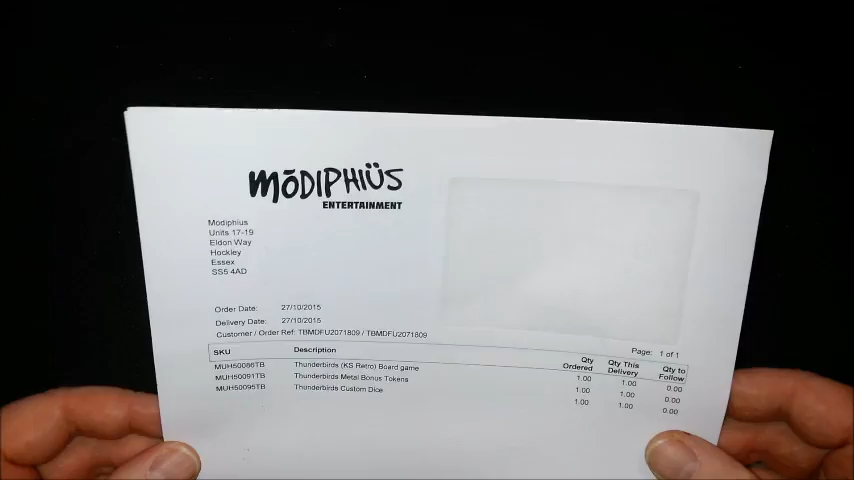 MōDIPHIÜS
ENTERTAINMENT
Modiphius
Units 17-19
Eldon Way
Hockley
Essex
SS5 4AD
Order Date: 27/10/2015
Delivery Date: 27/10/2015
Customer / Order Ref: TBMDFU2071809 / TBMDFU2071809
Page: 1 of 1
SKU Description Qty Ordered Qty This Delivery Qty to Follow
MUH50086TB Thunderbirds (KS Retro) Board game 1.00 1.00 0.00
MUH50091TB Thunderbirds Metal Bonus Tokens 1.00 1.00 0.00
MUH50095TB Thunderbirds Custom Dice 1.00 1.00 0.00